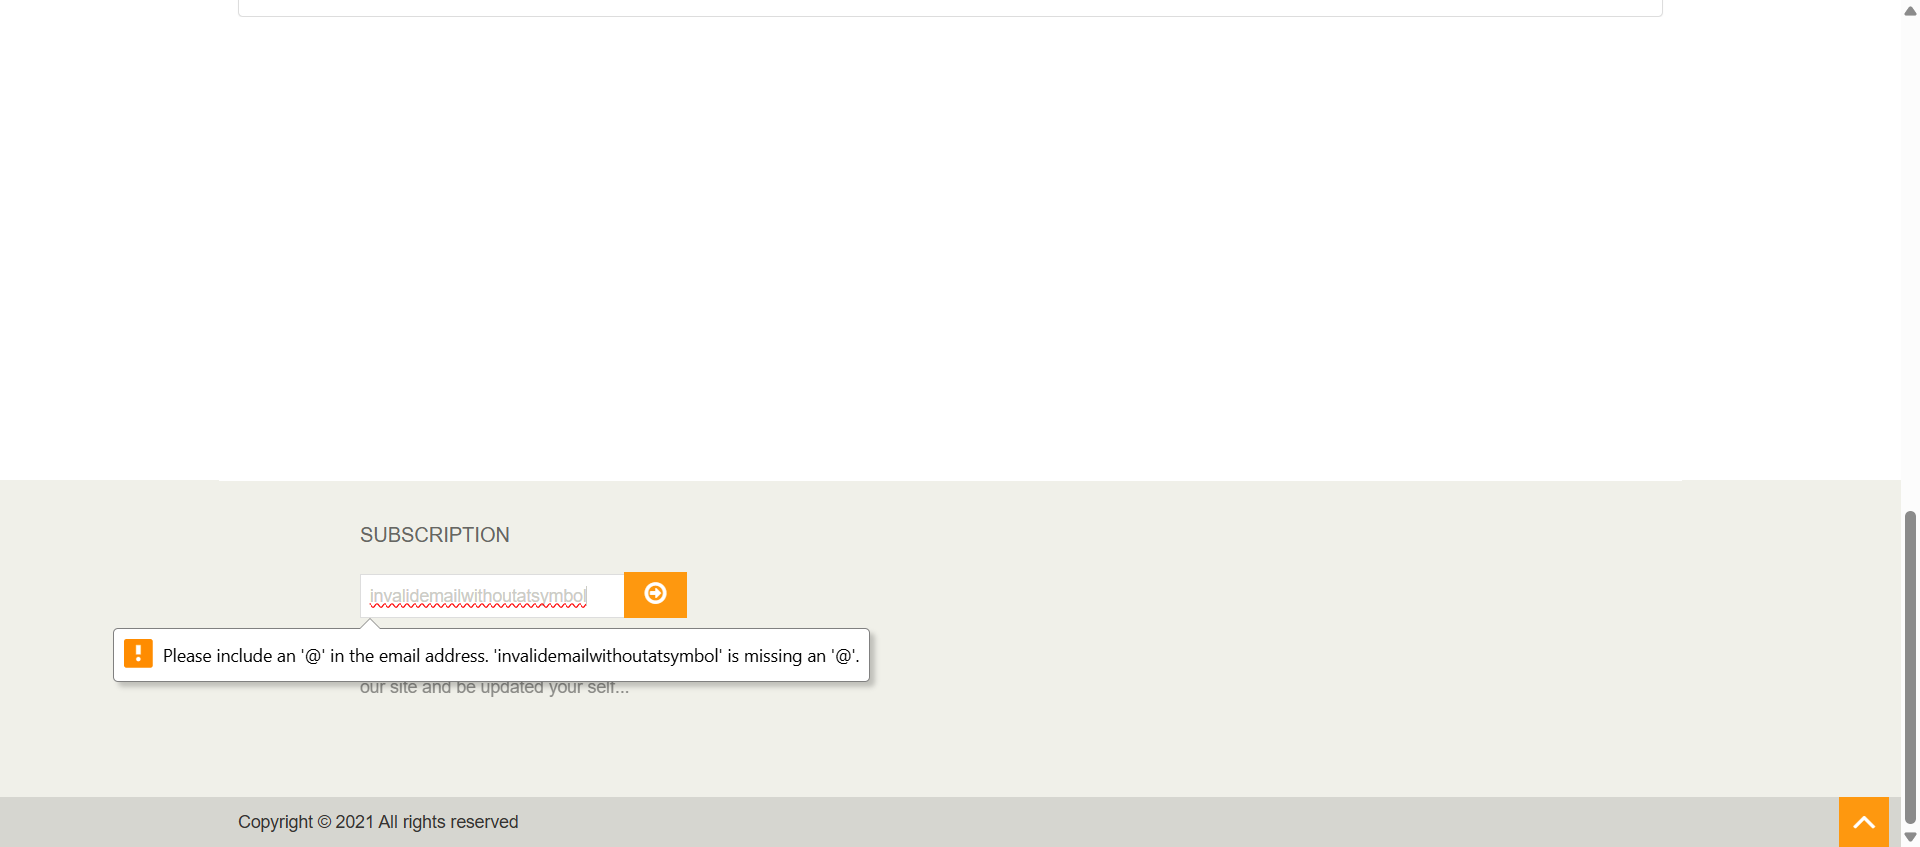 SUBSCRIPTION
invalidemailwithoutatsymbol
Please include an '@' in the email address. 'invalidemailwithoutatsymbol' is missing an '@'.
our site and be updated your self...
Copyright © 2021 All rights reserved